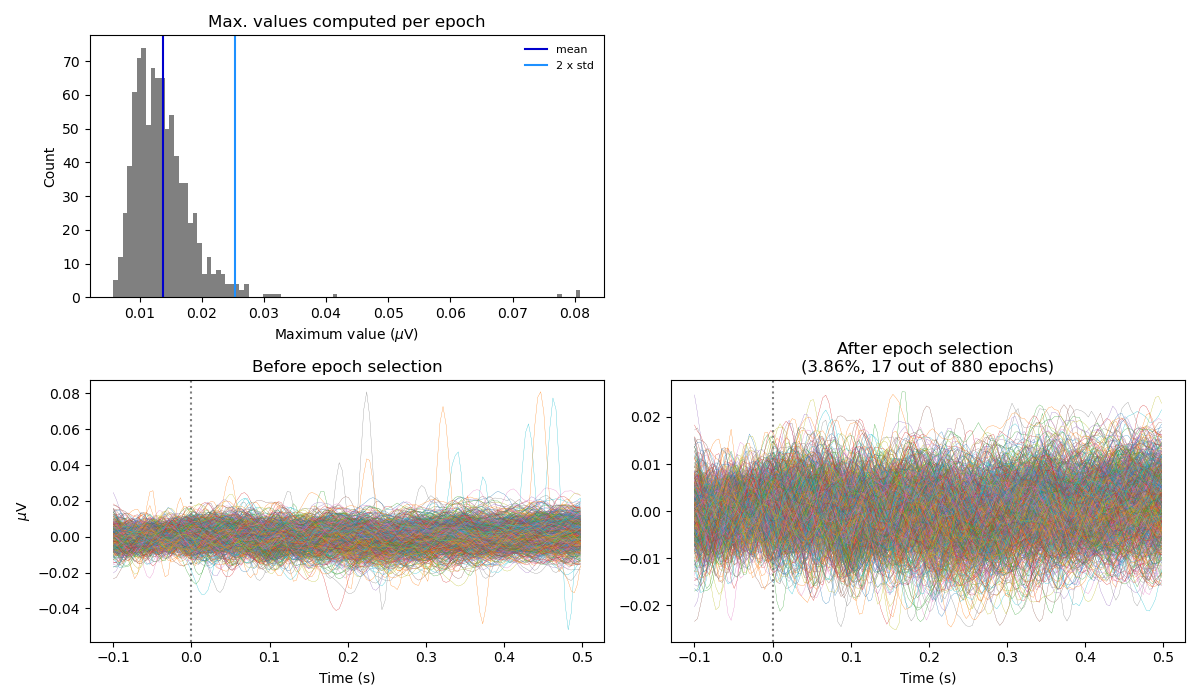 Max. values computed per epoch
mean
2 x std
Count
70
60
50
40
30
20
10
0
0.01 0.02 0.03 0.04 0.05 0.06 0.07 0.08
Maximum value (μV)
Before epoch selection
μV
0.08
0.06
0.04
0.02
0.00
−0.02
−0.04
−0.1 0.0 0.1 0.2 0.3 0.4 0.5
Time (s)
After epoch selection
(3.86%, 17 out of 880 epochs)
0.02
0.01
0.00
−0.01
−0.02
−0.1 0.0 0.1 0.2 0.3 0.4 0.5
Time (s)